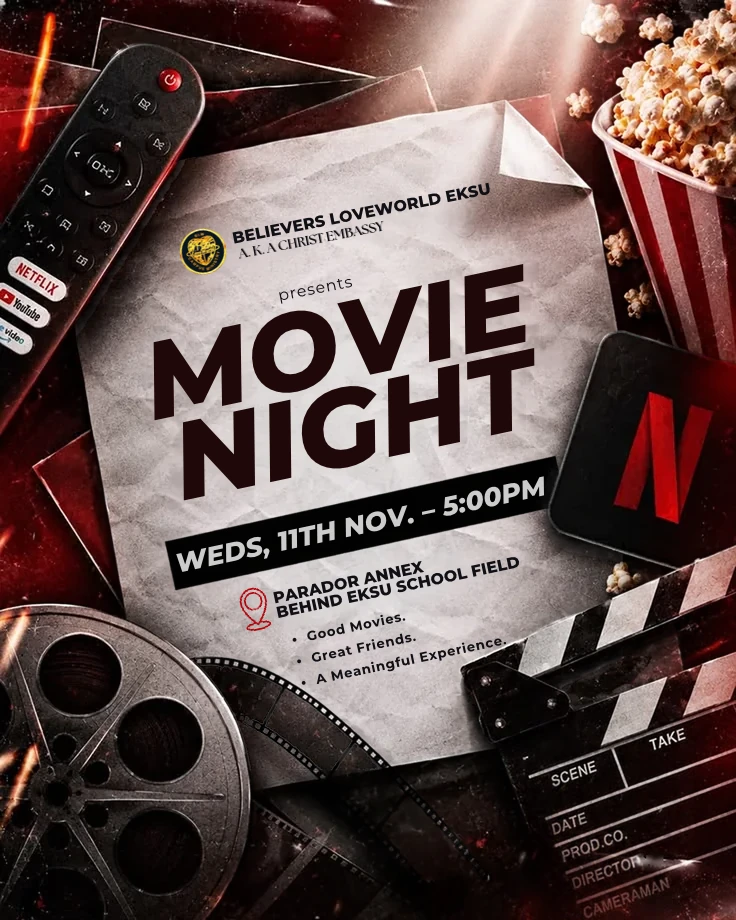 BELIEVERS LOVEWORLD EKSU
A. K. A CHRIST EMBASSY
presents
MOVIE
NIGHT
WEDS, 11TH NOV. – 5:00PM
PARADOR ANNEX
BEHIND EKSU SCHOOL FIELD
• Good Movies.
• Great Friends.
• A Meaningful Experience.
OK
NETFLIX
YouTube
video
N
SCENE
TAKE
DATE
PROD.CO.
DIRECTOR
CAMERAMAN